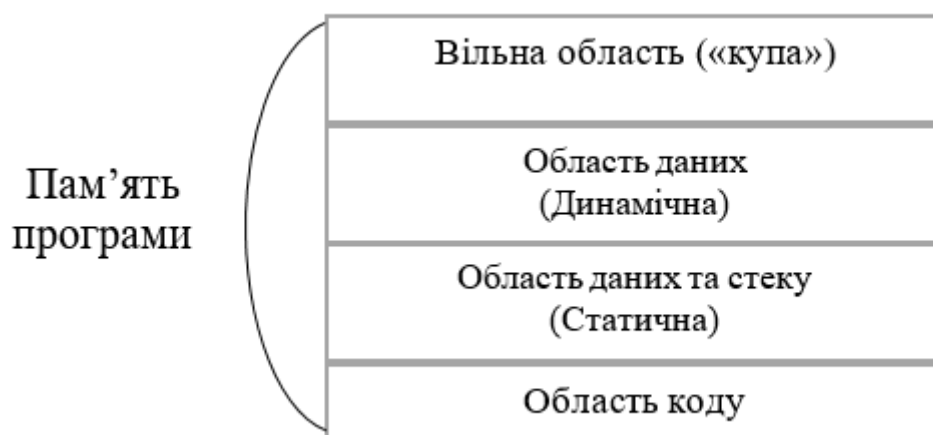 Пам’ять
програми
Вільна область («купа»)
Область даних
(Динамічна)
Область даних та стеку
(Статична)
Область коду